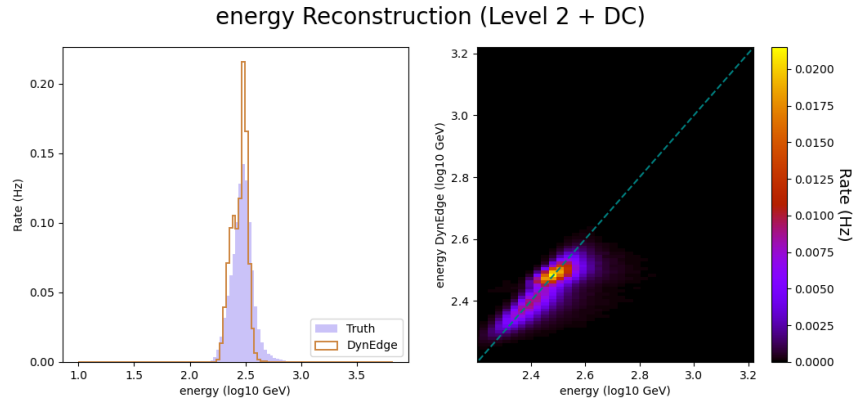 energy Reconstruction (Level 2 + DC)
Rate (Hz)
0.20
0.15
0.10
0.05
0.00
1.0 1.5 2.0 2.5 3.0 3.5
energy (log10 GeV)
Truth
DynEdge
energy DynEdge (log10 GeV)
3.2
3.0
2.8
2.6
2.4
2.4 2.6 2.8 3.0 3.2
energy (log10 GeV)
0.0200
0.0175
0.0150
0.0125
0.0100
0.0075
0.0050
0.0025
0.0000
Rate (Hz)